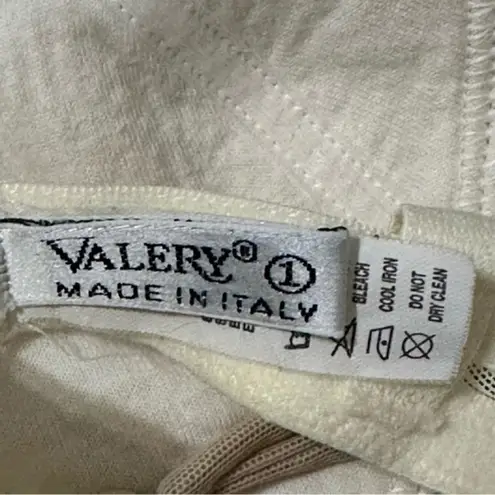 VALERY® ①
MADE IN ITALY
BLEACH
COOL IRON
DO NOT
DRY CLEAN